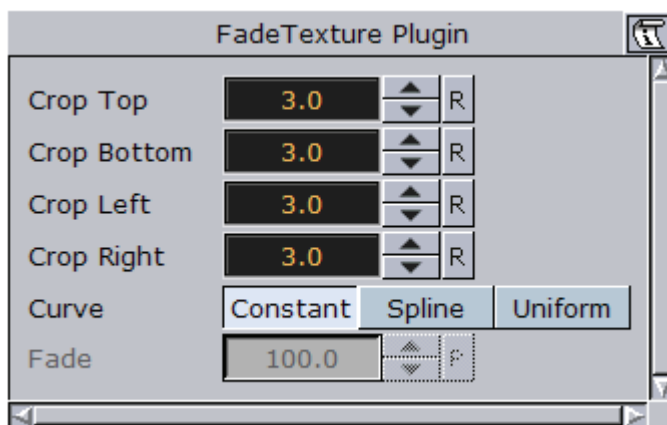 FadeTexture Plugin
Crop Top 3.0 R
Crop Bottom 3.0 R
Crop Left 3.0 R
Crop Right 3.0 R
Curve Constant Spline Uniform
Fade 100.0